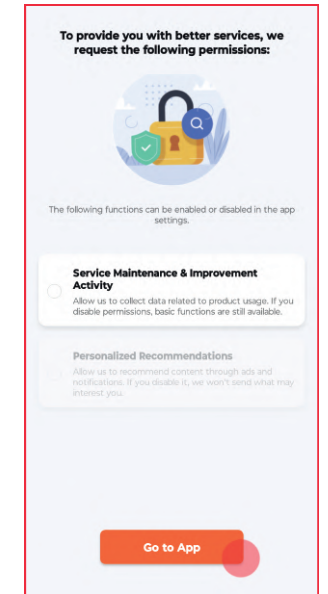 To provide you with better services, we
request the following permissions:
The following functions can be enabled or disabled in the app
settings.
Service Maintenance & Improvement
Activity
Allow us to collect data related to product usage. If you
disable permissions, basic functions are still available.
Personalized Recommendations
Allow us to recommend content through ads and
notifications. If you disable it, we won't send what may
interest you.
Go to App